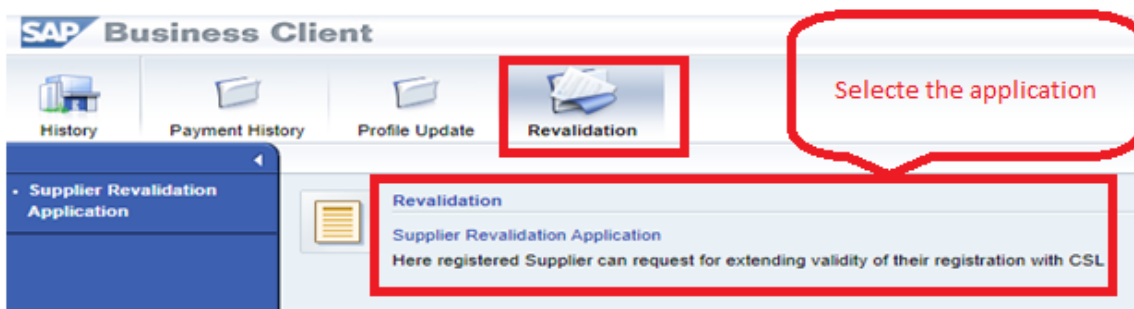 SAP Business Client
History
Payment History
Profile Update
Revalidation
Selecte the application
Supplier Revalidation
Application
Revalidation
Supplier Revalidation Application
Here registered Supplier can request for extending validity of their registration with CSL